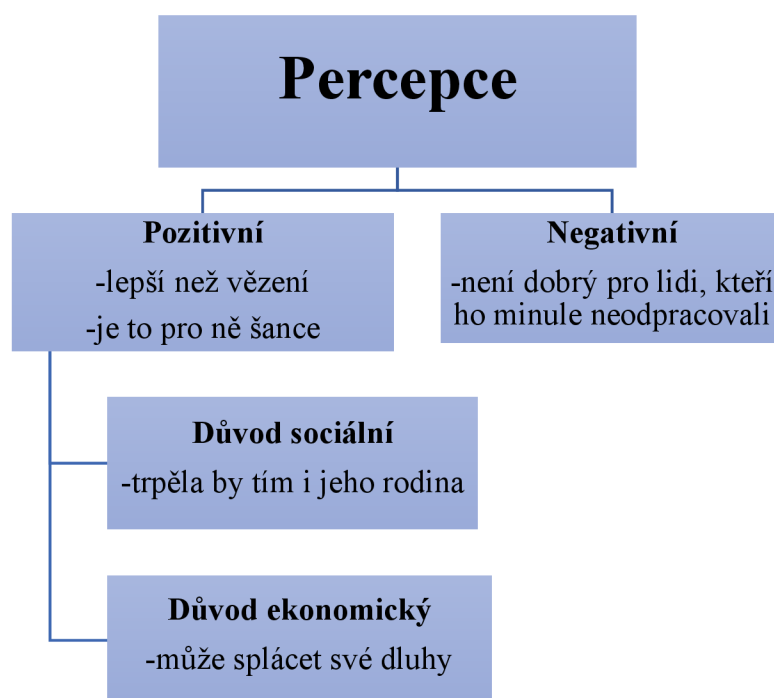 Percepce
Pozitivní
-lepší než vězení
-je to pro ně šance
Negativní
-není dobrý pro lidi, kteří
ho minule neodpracovali
Důvod sociální
-trpěla by tím i jeho rodina
Důvod ekonomický
-může splácet své dluhy